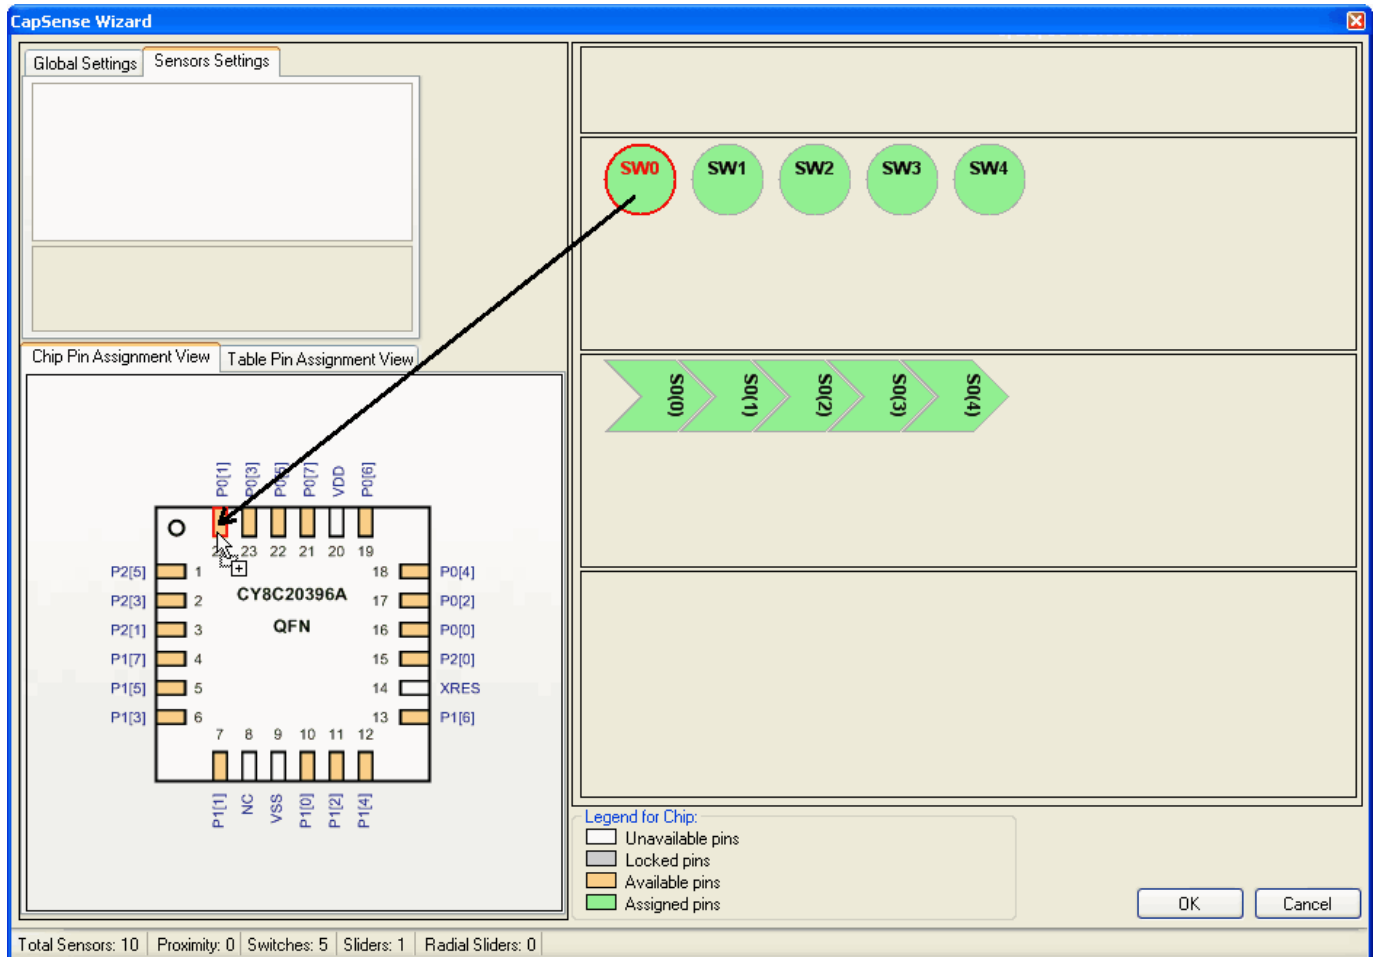 CapSense Wizard
Global Settings
Sensors Settings
SW0
SW1
SW2
SW3
SW4
Chip Pin Assignment View
Table Pin Assignment View
S0(0)
S0(1)
S0(2)
S0(3)
S0(4)
P0[1]
P0[3]
P0[5]
P0[7]
VDD
P0[6]
23
22
21
20
19
P2[5]
1
18
P0[4]
P2[3]
2
CY8C20396A
17
P0[2]
P2[1]
3
QFN
16
P0[0]
P1[7]
4
15
P2[0]
P1[5]
5
14
XRES
P1[3]
6
13
P1[6]
7
8
9
10
11
12
P1[1]
NC
VSS
P1[0]
P1[2]
P1[4]
Legend for Chip:
Unavailable pins
Locked pins
Available pins
Assigned pins
OK
Cancel
Total Sensors: 10
Proximity: 0
Switches: 5
Sliders: 1
Radial Sliders: 0